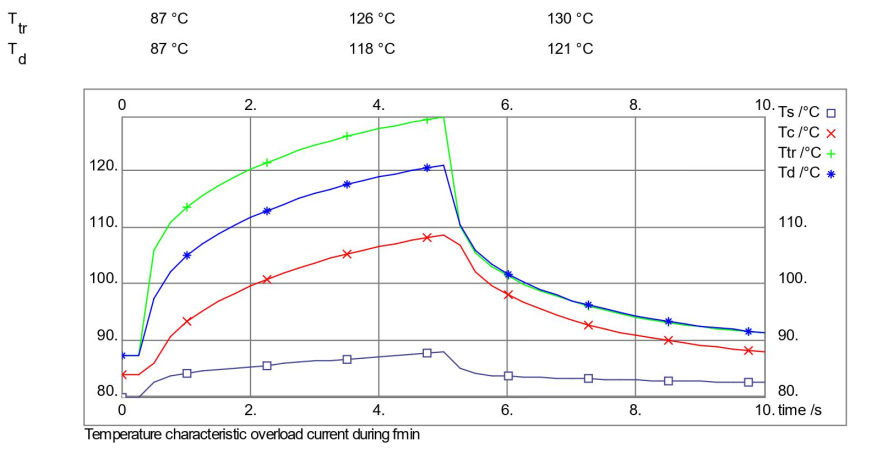 Ttr 87 °C 126 °C 130 °C
Td 87 °C 118 °C 121 °C
0 2. 4. 6. 8. 10.
Ts /°C
Tc /°C
Ttr /°C
Td /°C
120.
110. 110.
100. 100.
90. 90.
80. 80.
0 2. 4. 6. 8. 10. time /s
Temperature characteristic overload current during fmin